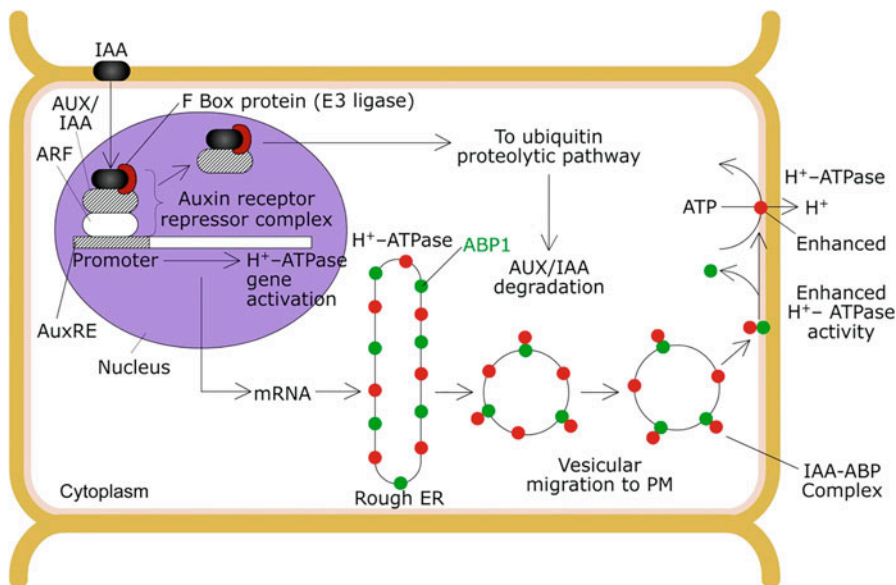 IAA
AUX/
IAA
F Box protein (E3 ligase)
ARF
Auxin receptor
repressor complex
Promoter
H⁺–ATPase
gene
activation
AuxRE
Nucleus
To ubiquitin
proteolytic pathway
AUX/IAA
degradation
H⁺–ATPase
ABP1
mRNA
Rough ER
Vesicular
migration to PM
Cytoplasm
H⁺–ATPase
ATP
H⁺
Enhanced
Enhanced
H⁺– ATPase
activity
IAA-ABP
Complex